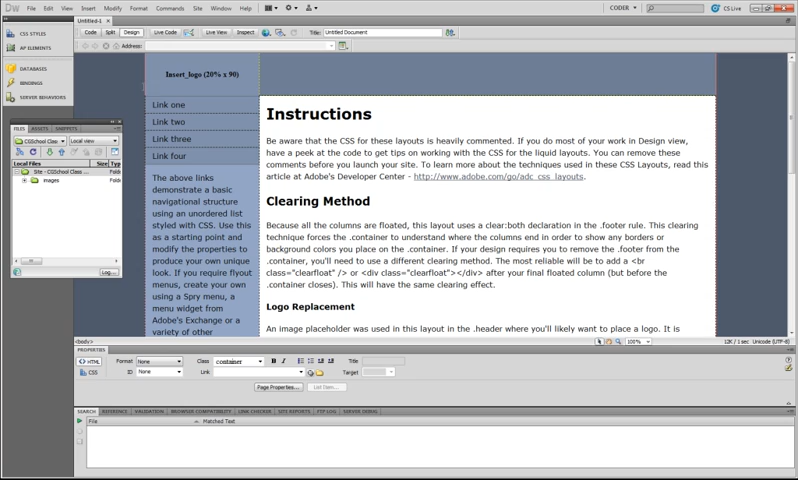 DW File Edit View Insert Modify Format Commands Site Window Help CODER CS Live
Untitled-1 ×
Code Split Design Live Code Live View Inspect Title: Untitled Document
Address:
CSS STYLES
AP ELEMENTS
DATABASES
BINDINGS
SERVER BEHAVIORS
FILES ASSETS SNIPPETS
CGSchool Class Local view
Local Files Size Typ
Site - CGSchool Class ... Folde
images Folde
Log...
Insert_logo (20% x 90)
Link one
Link two
Link three
Link four
The above links
demonstrate a basic
navigational structure
using an unordered list
styled with CSS. Use this
as a starting point and
modify the properties to
produce your own unique
look. If you require flyout
menus, create your own
using a Spry menu, a
menu widget from
Adobe's Exchange or a
variety of other
Instructions
Be aware that the CSS for these layouts is heavily commented. If you do most of your work in Design view,
have a peek at the code to get tips on working with the CSS for the liquid layouts. You can remove these
comments before you launch your site. To learn more about the techniques used in these CSS Layouts, read this
article at Adobe's Developer Center - http://www.adobe.com/go/adc_css_layouts.
Clearing Method
Because all the columns are floated, this layout uses a clear:both declaration in the .footer rule. This clearing
technique forces the .container to understand where the columns end in order to show any borders or
background colors you place on the .container. If your design requires you to remove the .footer from the
.container, you'll need to use a different clearing method. The most reliable will be to add a <br
class="clearfloat" /> or <div class="clearfloat"></div> after your final floated column (but before the
.container closes). This will have the same clearing effect.
Logo Replacement
An image placeholder was used in this layout in the .header where you'll likely want to place a logo. It is
<body> 100% 12K / 1 sec Unicode (UTF-8)
PROPERTIES
<> HTML Format None Class container B I Title
CSS ID None Link Target
Page Properties... List Item...
SEARCH REFERENCE VALIDATION BROWSER COMPATIBILITY LINK CHECKER SITE REPORTS FTP LOG SERVER DEBUG
File Matched Text